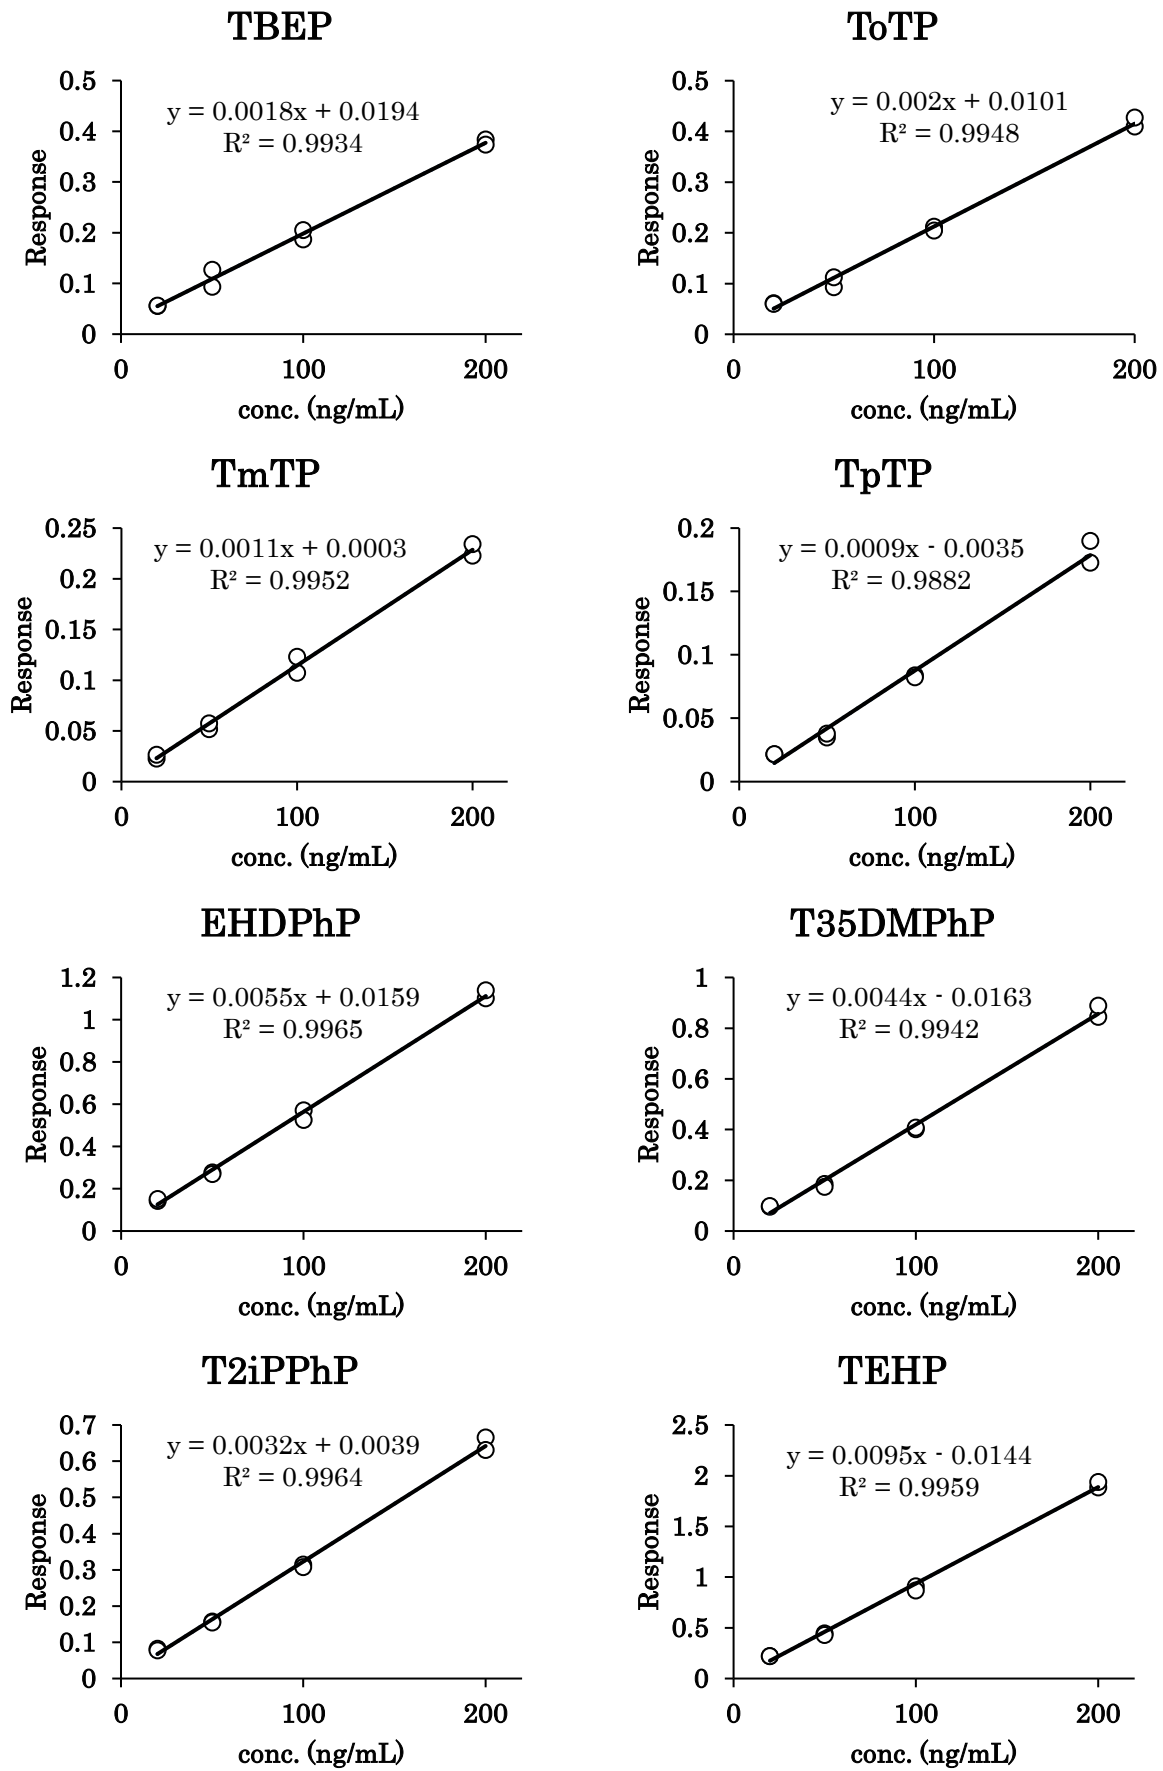 TBEP
y = 0.0018x + 0.0194
R² = 0.9934
0.5
0.4
0.3
0.2
0.1
0
Response
0 100 200
conc. (ng/mL)
ToTP
y = 0.002x + 0.0101
R² = 0.9948
0.5
0.4
0.3
0.2
0.1
0
Response
0 100 200
conc. (ng/mL)
TmTP
y = 0.0011x + 0.0003
R² = 0.9952
0.25
0.2
0.15
0.1
0.05
0
Response
0 100 200
conc. (ng/mL)
TpTP
y = 0.0009x - 0.0035
R² = 0.9882
0.2
0.15
0.1
0.05
0
Response
0 100 200
conc. (ng/mL)
EHDPhP
y = 0.0055x + 0.0159
R² = 0.9965
1.2
1
0.8
0.6
0.4
0.2
0
Response
0 100 200
conc. (ng/mL)
T35DMPhP
y = 0.0044x - 0.0163
R² = 0.9942
1
0.8
0.6
0.4
0.2
0
Response
0 100 200
conc. (ng/mL)
T2iPPhP
y = 0.0032x + 0.0039
R² = 0.9964
0.7
0.6
0.5
0.4
0.3
0.2
0.1
0
Response
0 100 200
conc. (ng/mL)
TEHP
y = 0.0095x - 0.0144
R² = 0.9959
2.5
2
1.5
1
0.5
0
Response
0 100 200
conc. (ng/mL)